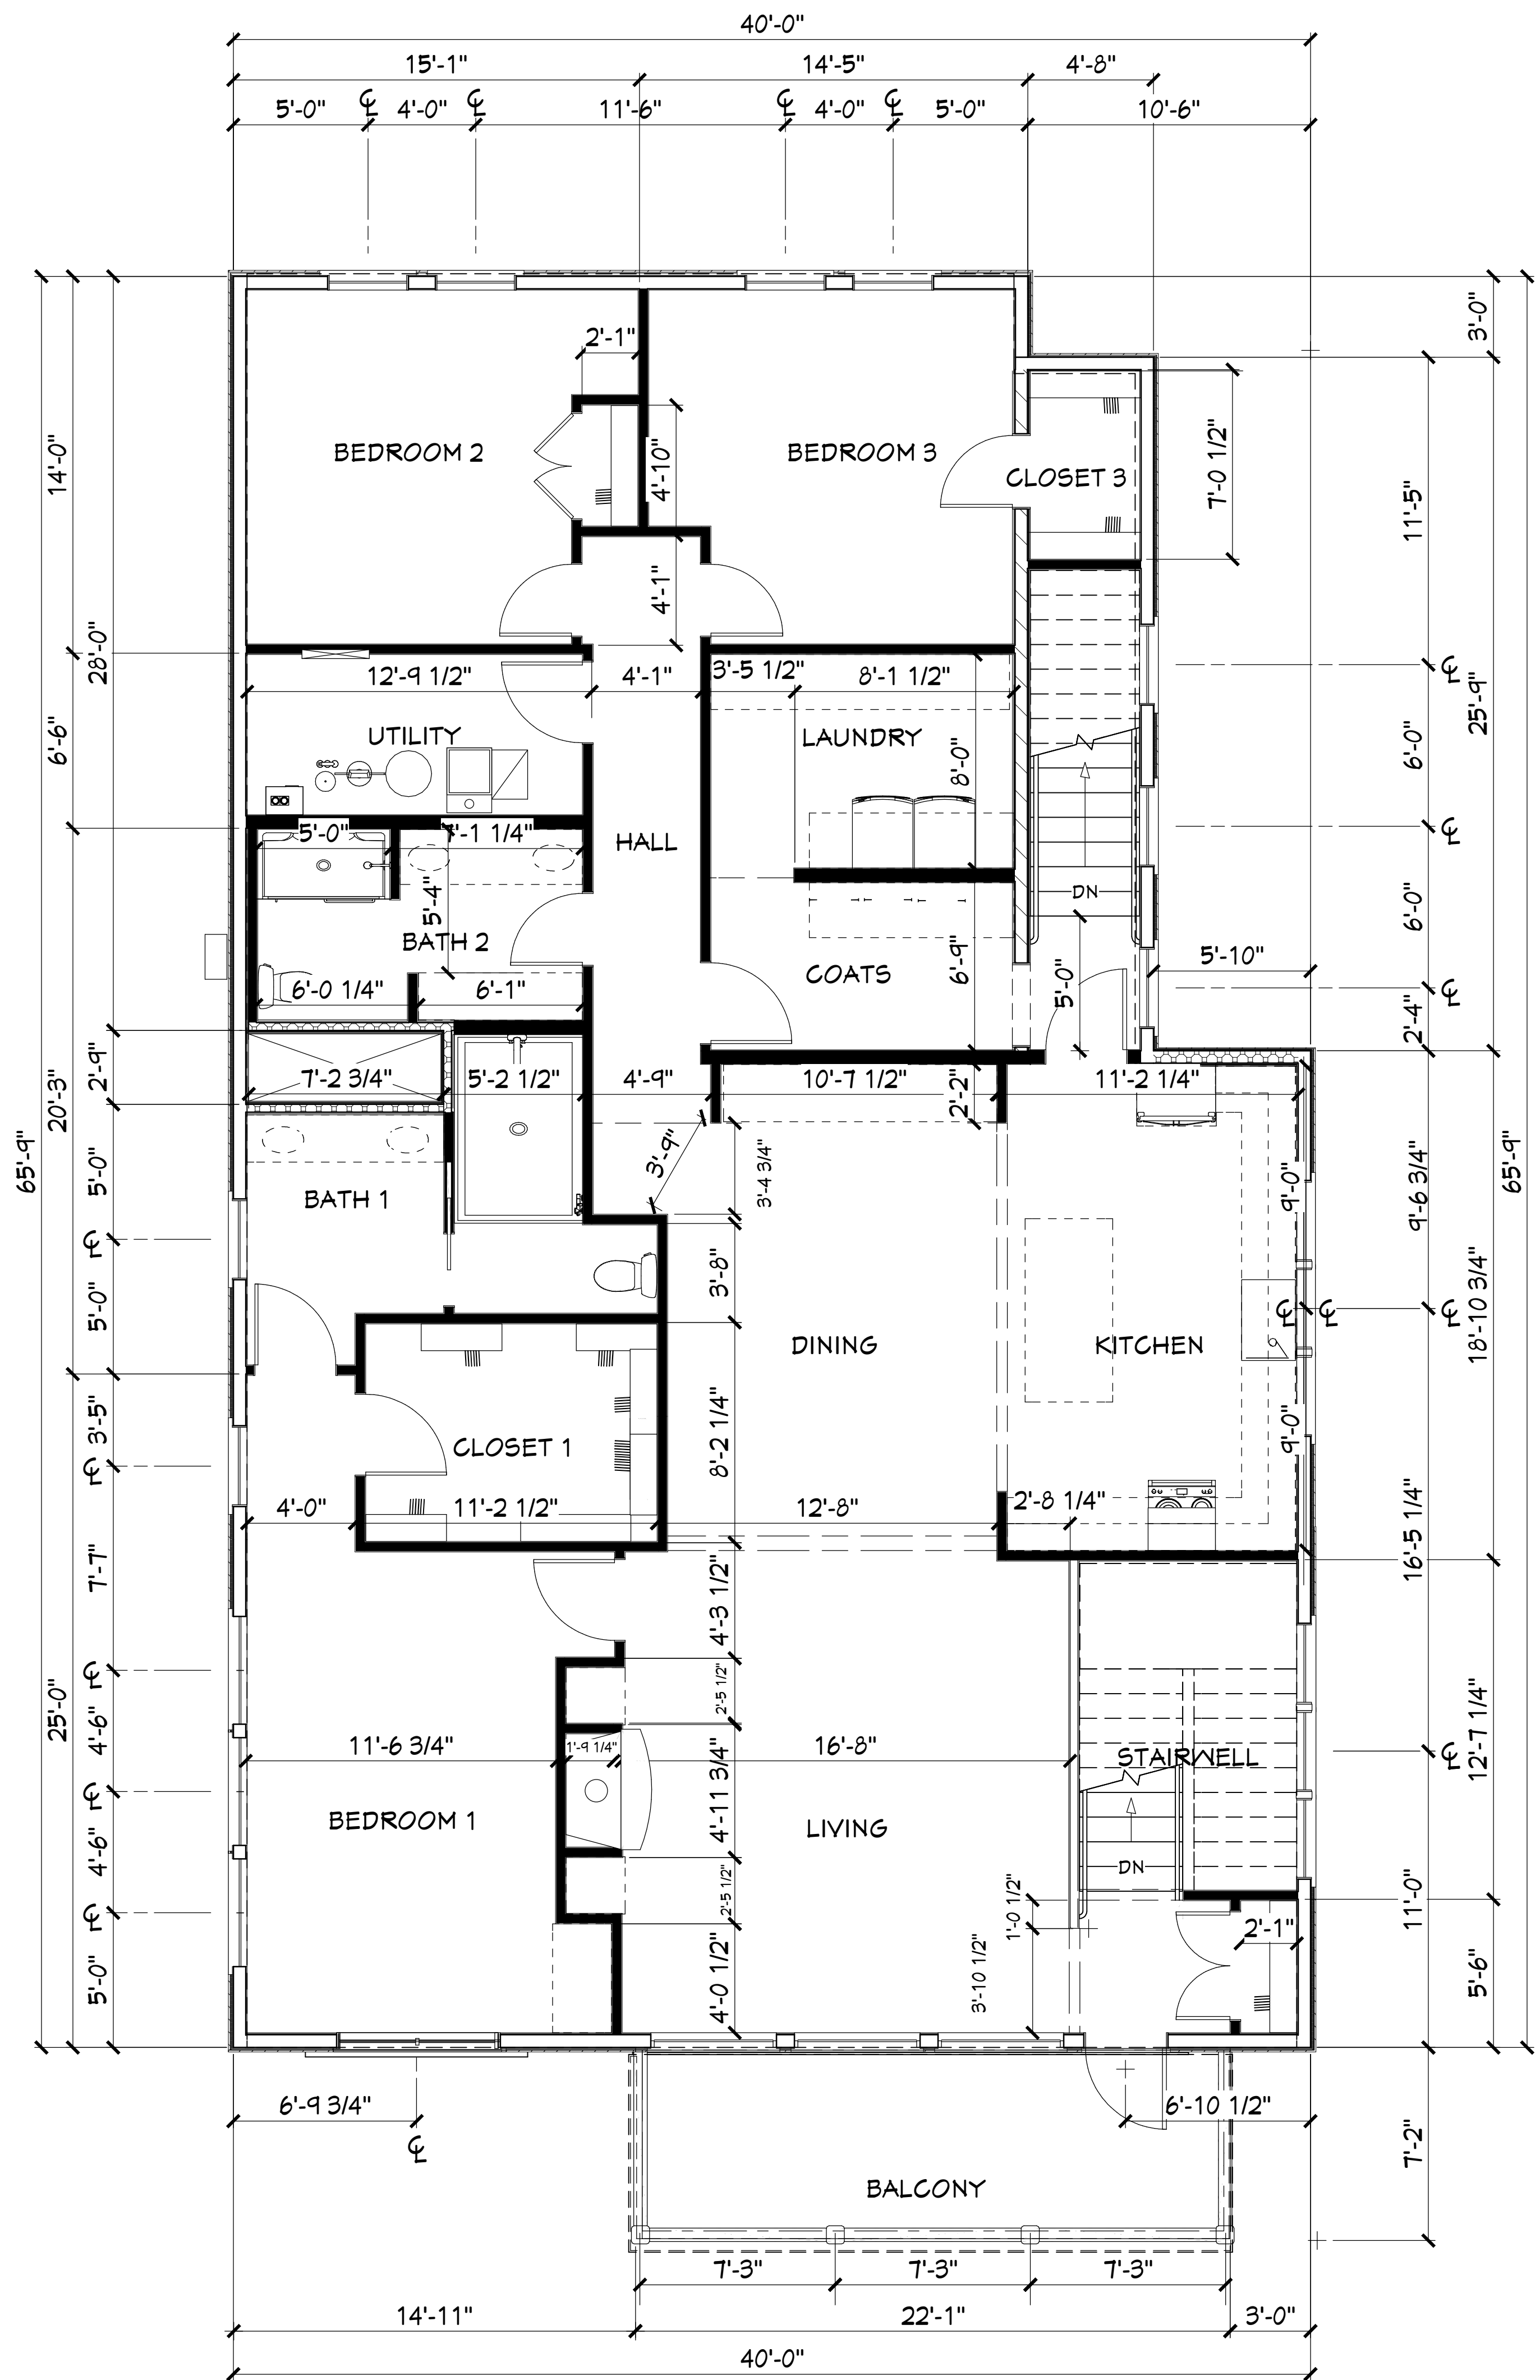 40'-0"
15'-1" 14'-5" 4'-8"
5'-0" ℄ 4'-0" ℄ 11'-6" ℄ 4'-0" ℄ 5'-0" 10'-6"
3'-0"
2'-1"
14'-0"
BEDROOM 2
4'-10"
BEDROOM 3
CLOSET 3
7'-0 1/2"
11'-5"
4'-1"
28'-0"
12'-9 1/2" 4'-1" 3'-5 1/2" 8'-1 1/2"
℄
25'-9"
6'-6"
UTILITY
LAUNDRY
8'-0"
6'-0"
5'-0"
HALL
℄
DN
5'-4"
6'-0"
BATH 2
COATS
6'-9"
5'-0"
5'-10"
6'-0 1/4" 6'-1"
℄
2'-4"
2'-9"
7'-2 3/4" 5'-2 1/2" 4'-9" 10'-7 1/2" 2'-2" 11'-2 1/4"
20'-3"
65'-9"
5'-0"
3'-9"
3'-4 3/4"
9'-0"
9'-6 3/4"
65'-9"
BATH 1
℄
5'-0"
3'-8"
℄ ℄ ℄
18'-10 3/4"
DINING
KITCHEN
3'-5"
8'-2 1/4"
9'-0"
CLOSET 1
℄
4'-0" 11'-2 1/2" 12'-8" 2'-8 1/4"
16'-5 1/4"
7'-7"
4'-3 1/2"
℄
2'-5 1/2"
25'-0"
4'-6"
11'-6 3/4" 1'-9 1/4" 16'-8"
STAIRWELL
℄
12'-7 1/4"
℄
4'-11 3/4"
BEDROOM 1
LIVING
4'-6"
DN
2'-5 1/2"
℄
1'-0 1/2"
11'-0"
2'-1"
5'-0"
4'-0 1/2"
3'-10 1/2"
5'-6"
6'-9 3/4"
℄
6'-10 1/2"
7'-2"
BALCONY
7'-3" 7'-3" 7'-3"
14'-11" 22'-1" 3'-0"
40'-0"